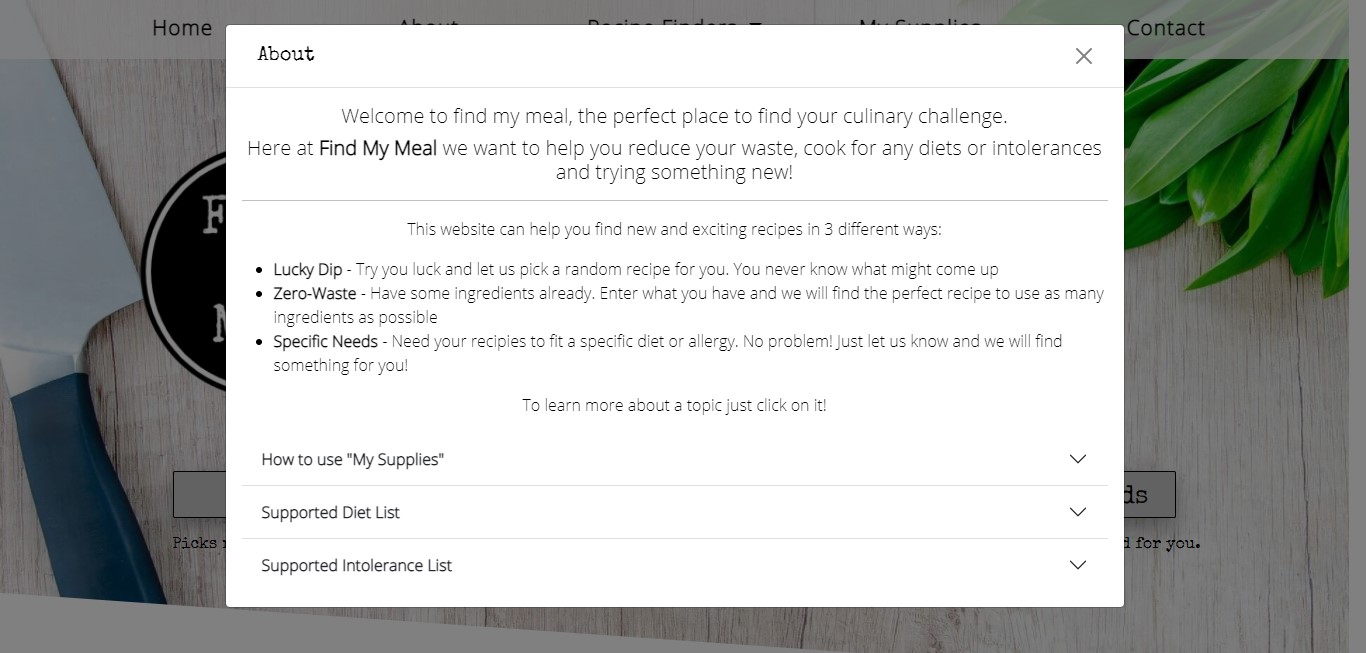 Home
About
Recipe Finders
My Supplies
Contact
About
Welcome to find my meal, the perfect place to find your culinary challenge.
Here at Find My Meal we want to help you reduce your waste, cook for any diets or intolerances
and trying something new!
This website can help you find new and exciting recipes in 3 different ways:
Lucky Dip - Try you luck and let us pick a random recipe for you. You never know what might come up
Zero-Waste - Have some ingredients already. Enter what you have and we will find the perfect recipe to use as many
ingredients as possible
Specific Needs - Need your recipies to fit a specific diet or allergy. No problem! Just let us know and we will find
something for you!
To learn more about a topic just click on it!
How to use "My Supplies"
Supported Diet List
Supported Intolerance List
Picks
for you.